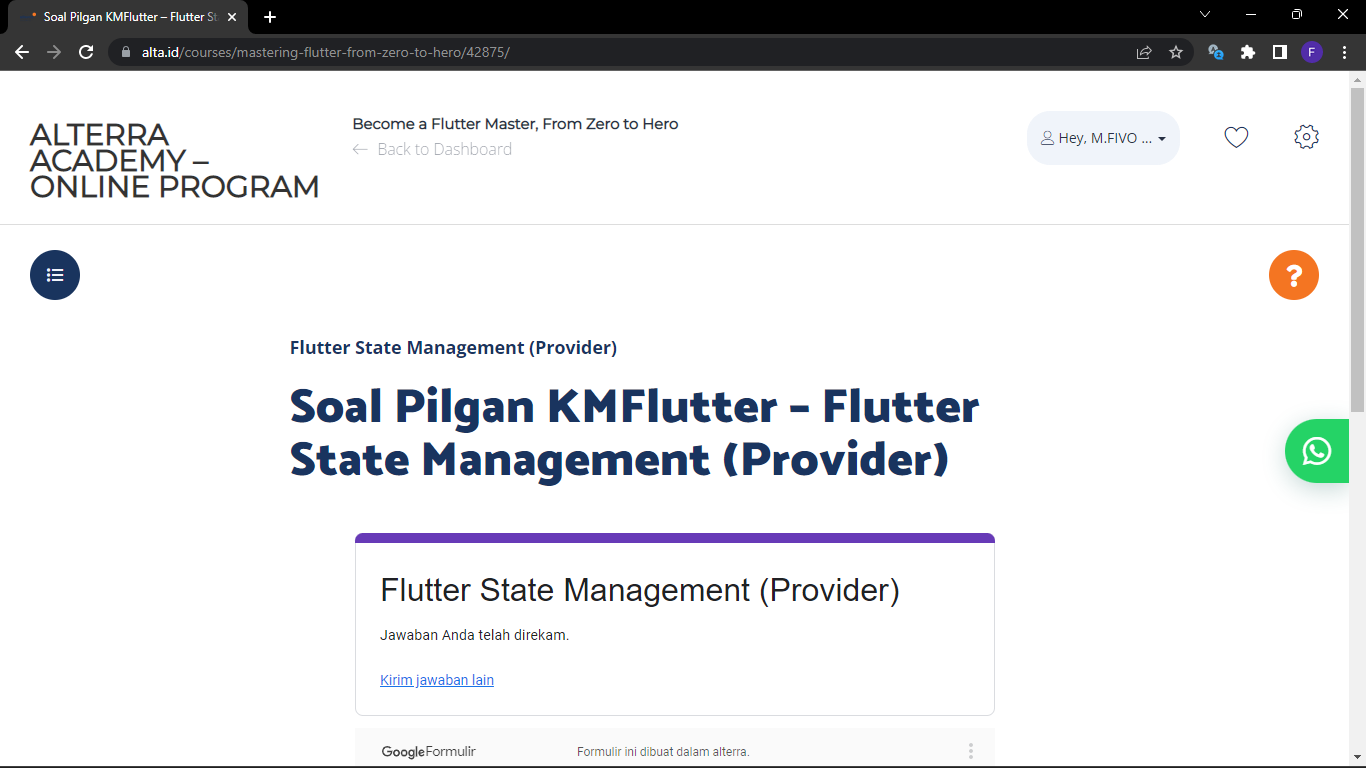 Soal Pilgan KMFlutter – Flutter St
alta.id/courses/mastering-flutter-from-zero-to-hero/42875/
F
ALTERRA
ACADEMY –
ONLINE PROGRAM
Become a Flutter Master, From Zero to Hero
← Back to Dashboard
Hey, M.FIVO ...
?
Flutter State Management (Provider)
Soal Pilgan KMFlutter – Flutter
State Management (Provider)
Flutter State Management (Provider)
Jawaban Anda telah direkam.
Kirim jawaban lain
Google Formulir
Formulir ini dibuat dalam alterra.